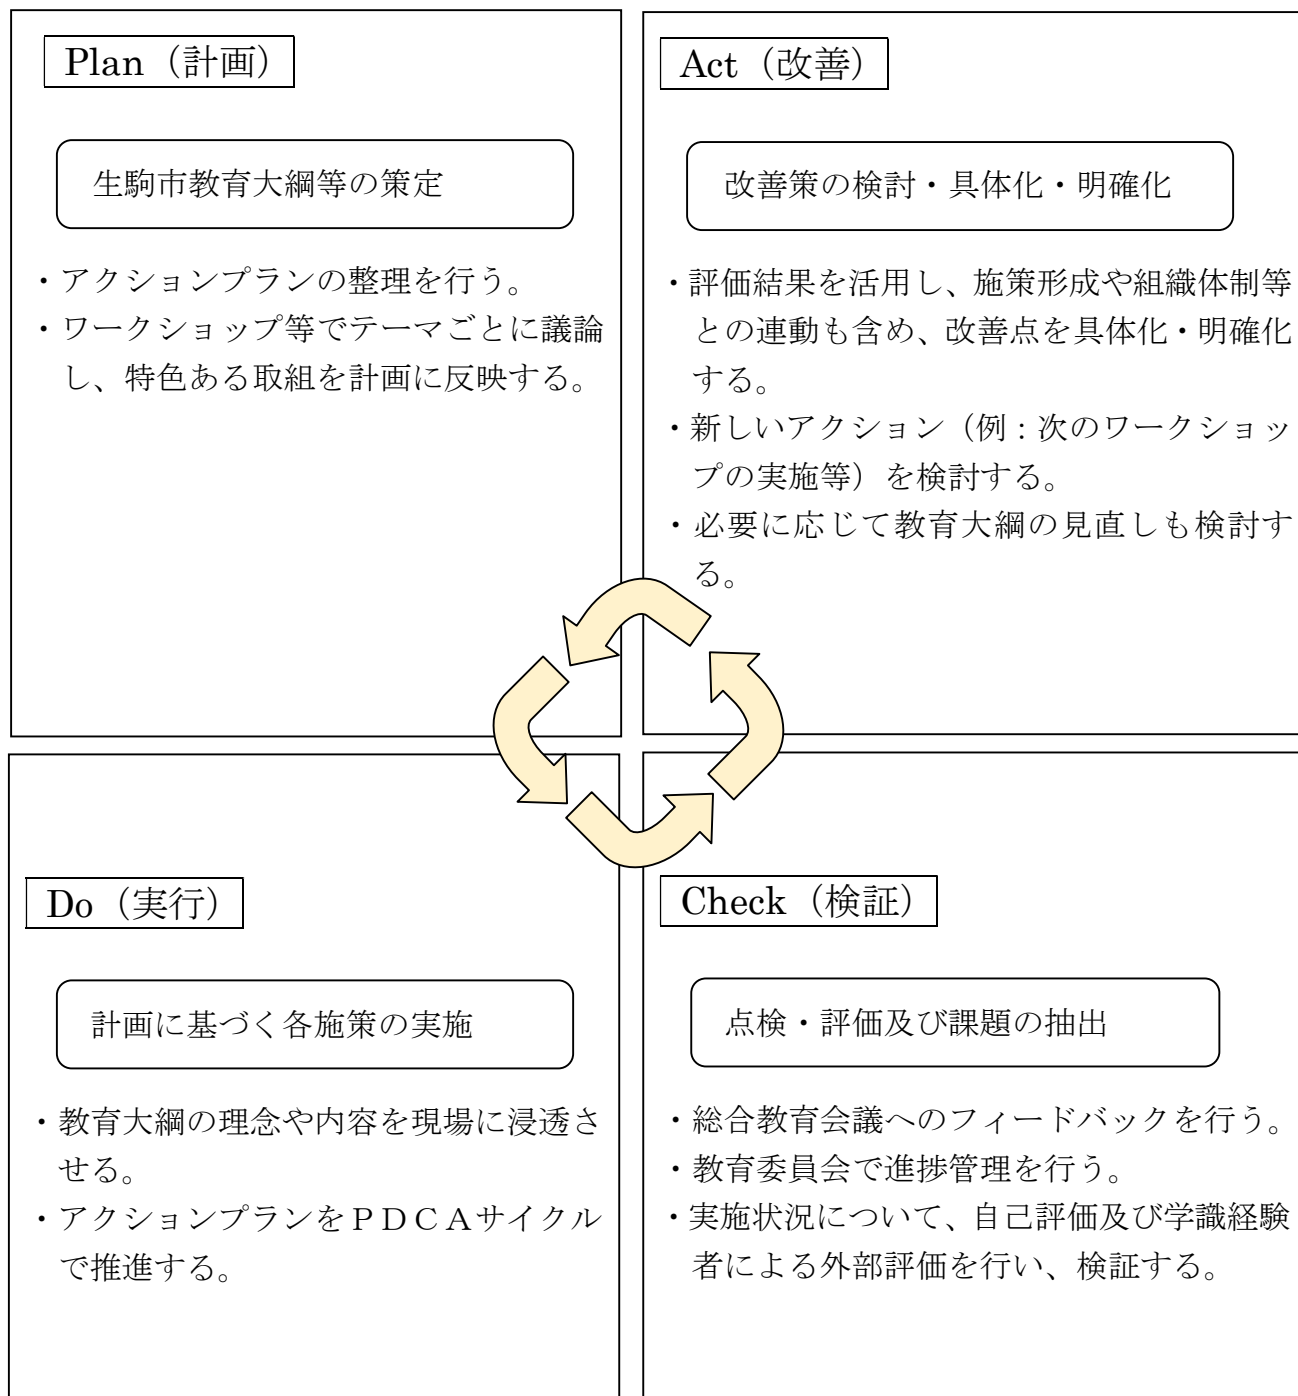 Plan（計画）
生駒市教育大綱等の策定
・アクションプランの整理を行う。
・ワークショップ等でテーマごとに議論
し、特色ある取組を計画に反映する。
Act（改善）
改善策の検討・具体化・明確化
・評価結果を活用し、施策形成や組織体制等
との連動も含め、改善点を具体化・明確化
する。
・新しいアクション（例：次のワークショッ
プの実施等）を検討する。
・必要に応じて教育大綱の見直しも検討す
る。
Do（実行）
計画に基づく各施策の実施
・教育大綱の理念や内容を現場に浸透さ
せる。
・アクションプランをＰＤＣＡサイクル
で推進する。
Check（検証）
点検・評価及び課題の抽出
・総合教育会議へのフィードバックを行う。
・教育委員会で進捗管理を行う。
・実施状況について、自己評価及び学識経験
者による外部評価を行い、検証する。